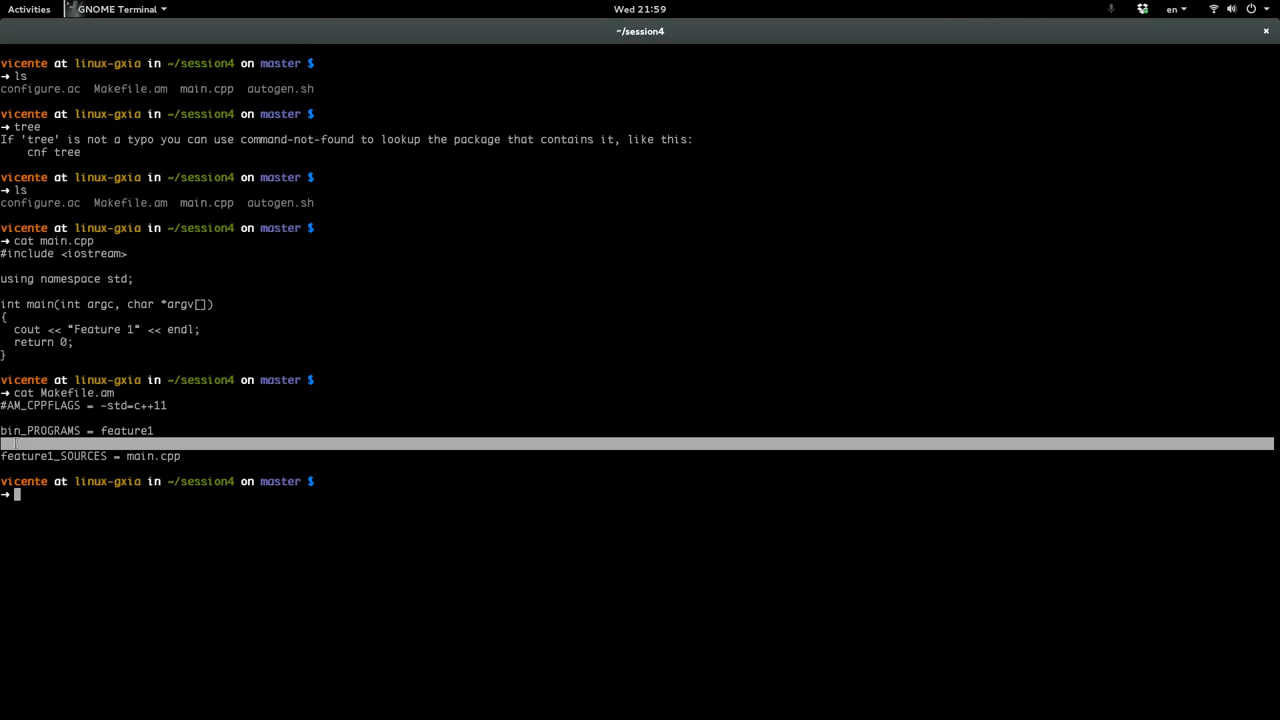 Activities GNOME Terminal Wed 21:59 en
~/session4
vicente at linux-gxia in ~/session4 on master $
➜ ls
configure.ac Makefile.am main.cpp autogen.sh
vicente at linux-gxia in ~/session4 on master $
➜ tree
If 'tree' is not a typo you can use command-not-found to lookup the package that contains it, like this:
cnf tree
vicente at linux-gxia in ~/session4 on master $
➜ ls
configure.ac Makefile.am main.cpp autogen.sh
vicente at linux-gxia in ~/session4 on master $
➜ cat main.cpp
#include <iostream>
using namespace std;
int main(int argc, char *argv[])
{
cout << "Feature 1" << endl;
return 0;
}
vicente at linux-gxia in ~/session4 on master $
➜ cat Makefile.am
#AM_CPPFLAGS = -std=c++11
bin_PROGRAMS = feature1
feature1_SOURCES = main.cpp
vicente at linux-gxia in ~/session4 on master $
➜